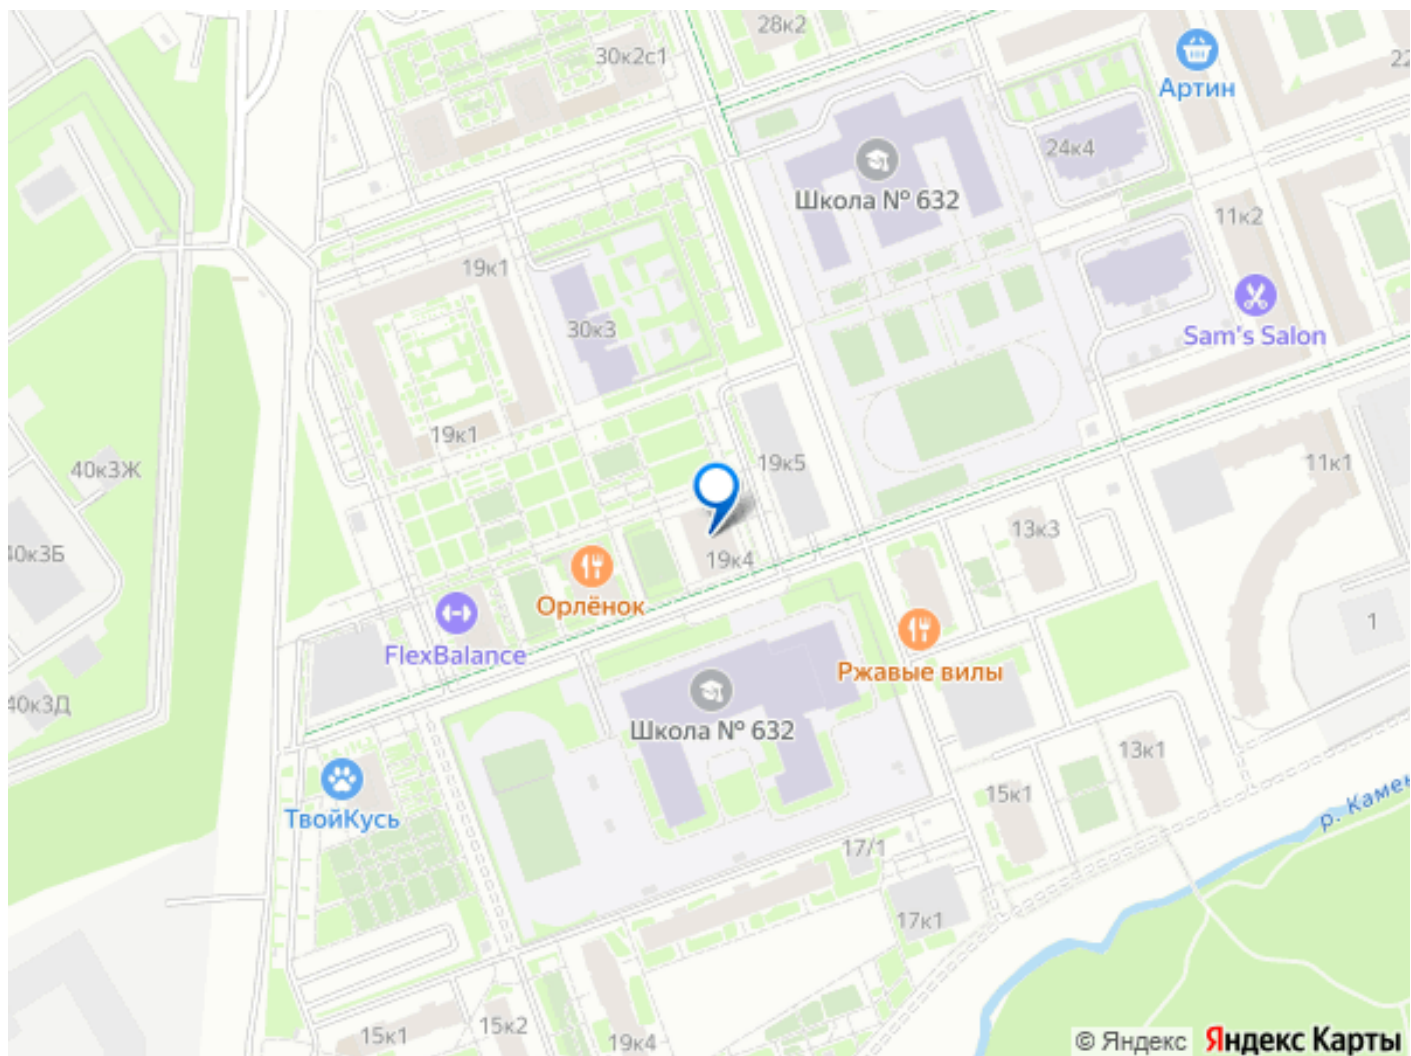 28к2
30к2с1
Артин
22
24к4
Школа № 632
11к2
19к1
30к3
Sam's Salon
19к1
40к3Ж
19к5
11к1
13к3
40к3Б
19к4
Орлёнок
FlexBalance
1
Ржавые вилы
40к3Д
Школа № 632
13к1
15к1
ТвойКусь
р. Камен
17/1
17к1
15к1
15к2
19к4
© Яндекс Яндекс Карты